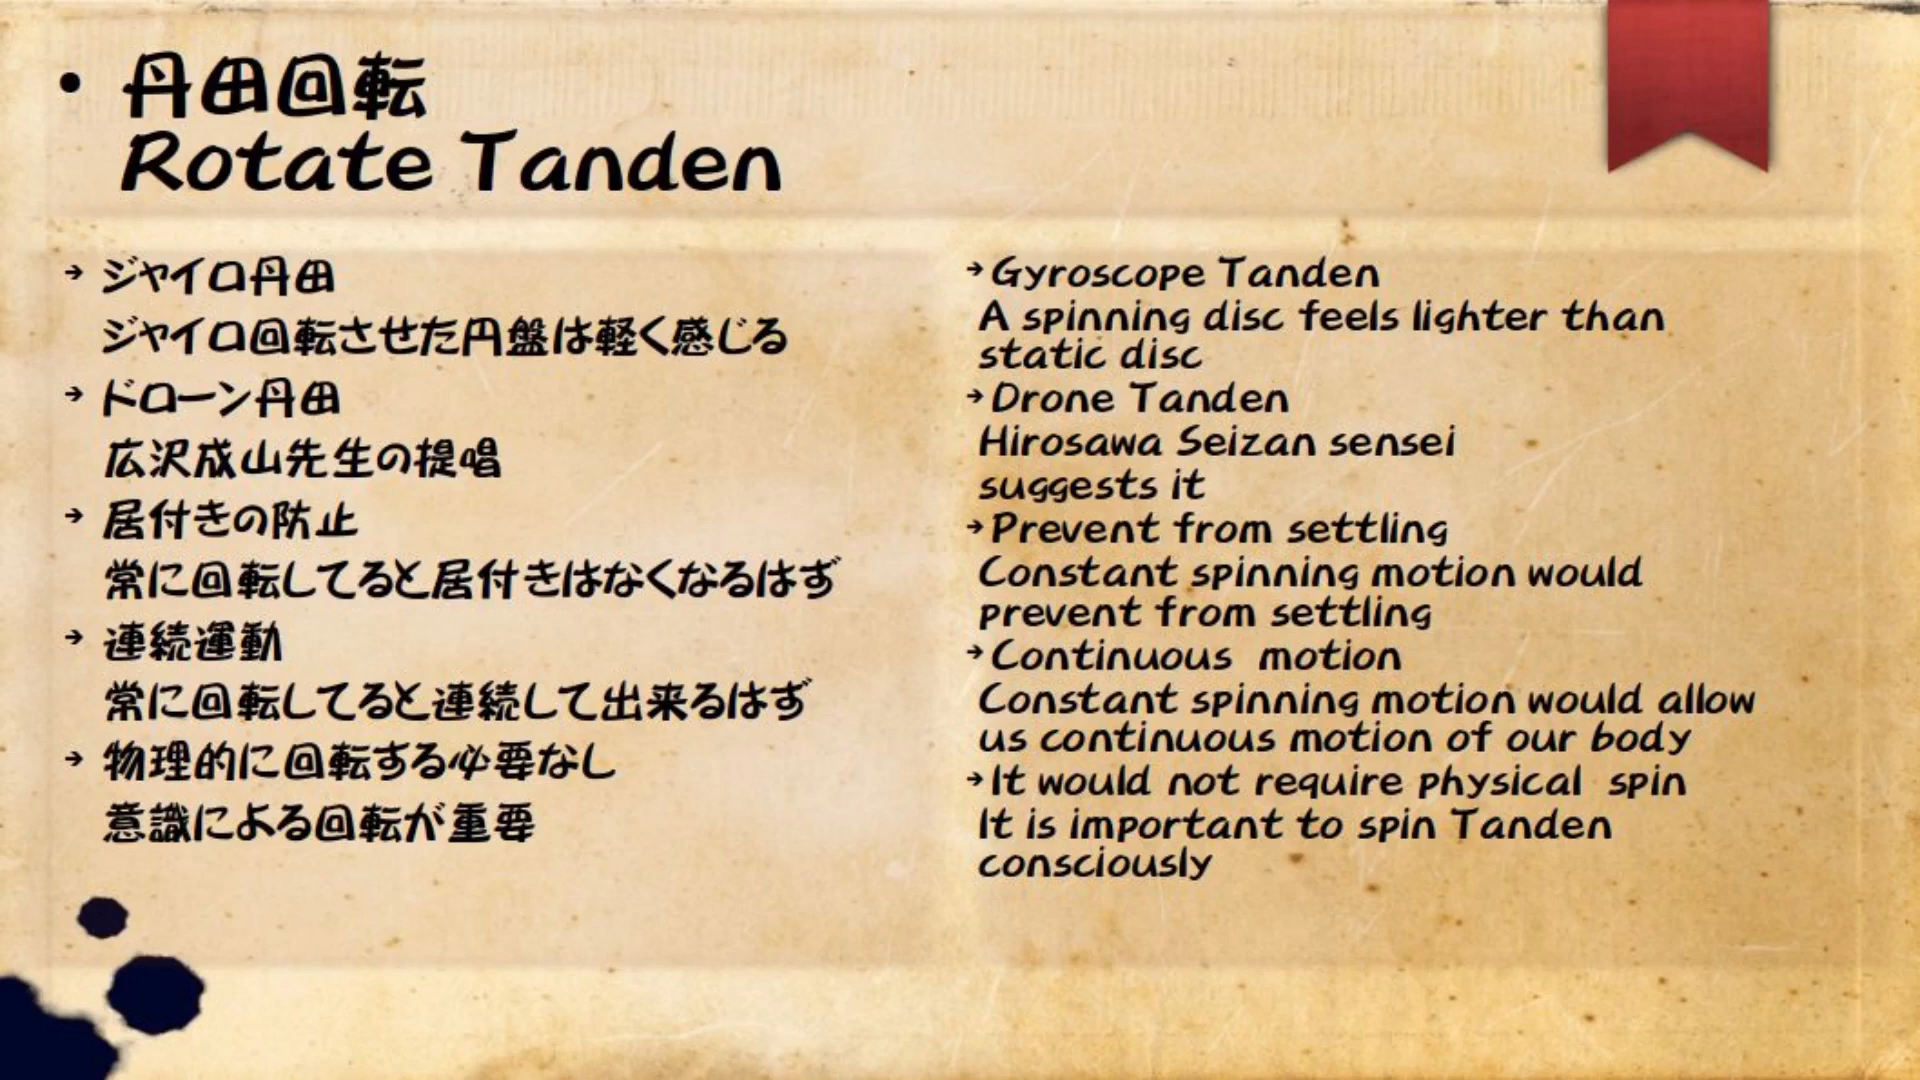 • 丹田回転
Rotate Tanden
→ ジャイロ丹田
ジャイロ回転させた円盤は軽く感じる
→ ドローン丹田
広沢成山先生の提唱
→ 居付きの防止
常に回転してると居付きはなくなるはず
→ 連続運動
常に回転してると連続して出来るはず
→ 物理的に回転する必要なし
意識による回転が重要
→Gyroscope Tanden
A spinning disc feels lighter than
static disc
→Drone Tanden
Hirosawa Seizan sensei
suggests it
→Prevent from settling
Constant spinning motion would
prevent from settling
→Continuous  motion
Constant spinning motion would allow
us continuous motion of our body
→It would not require physical  spin
It is important to spin Tanden
consciously